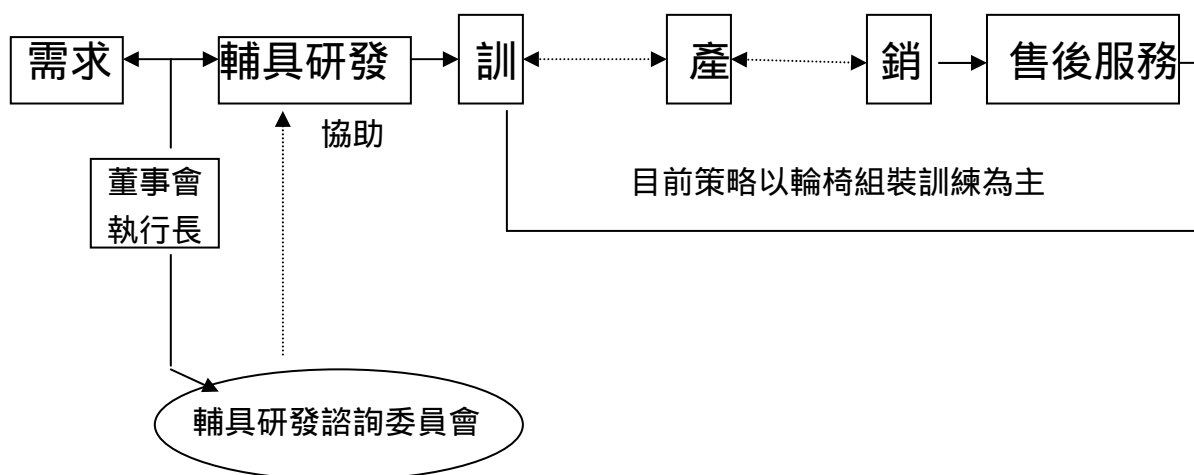 需求
輔具研發
訓
產
銷
售後服務
協助
董事會
執行長
目前策略以輪椅組裝訓練為主
輔具研發諮詢委員會